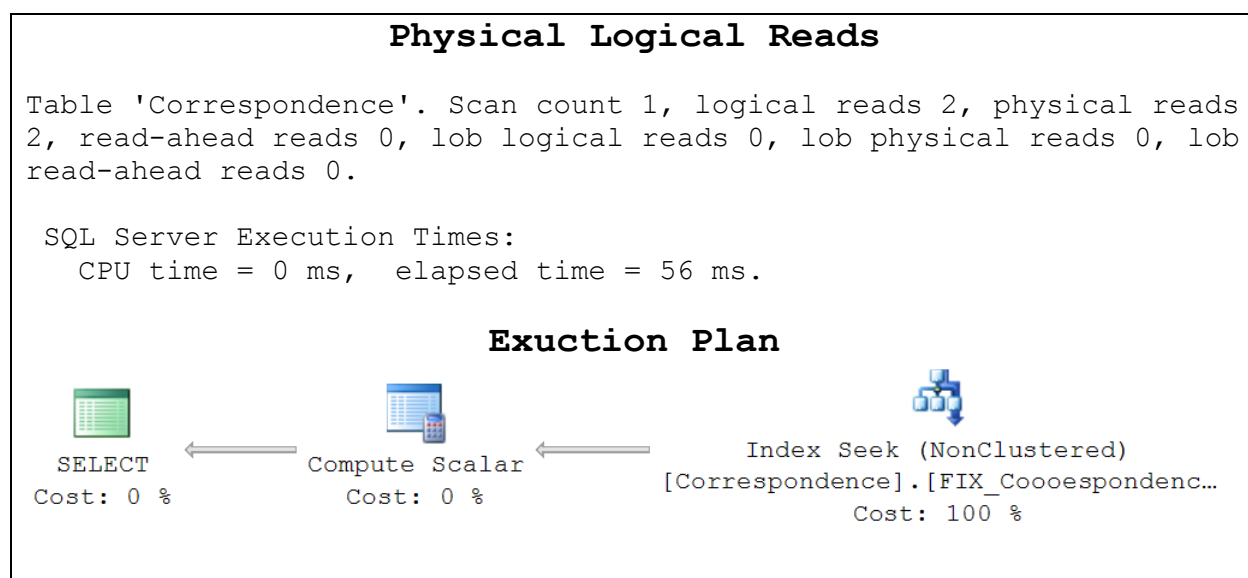 Physical Logical Reads
Table 'Correspondence'. Scan count 1, logical reads 2, physical reads
2, read-ahead reads 0, lob logical reads 0, lob physical reads 0, lob
read-ahead reads 0.
SQL Server Execution Times:
CPU time = 0 ms,  elapsed time = 56 ms.
Exuction Plan
SELECT
Cost: 0 %
Compute Scalar
Cost: 0 %
Index Seek (NonClustered)
[Correspondence].[FIX_Coooespondenc…
Cost: 100 %